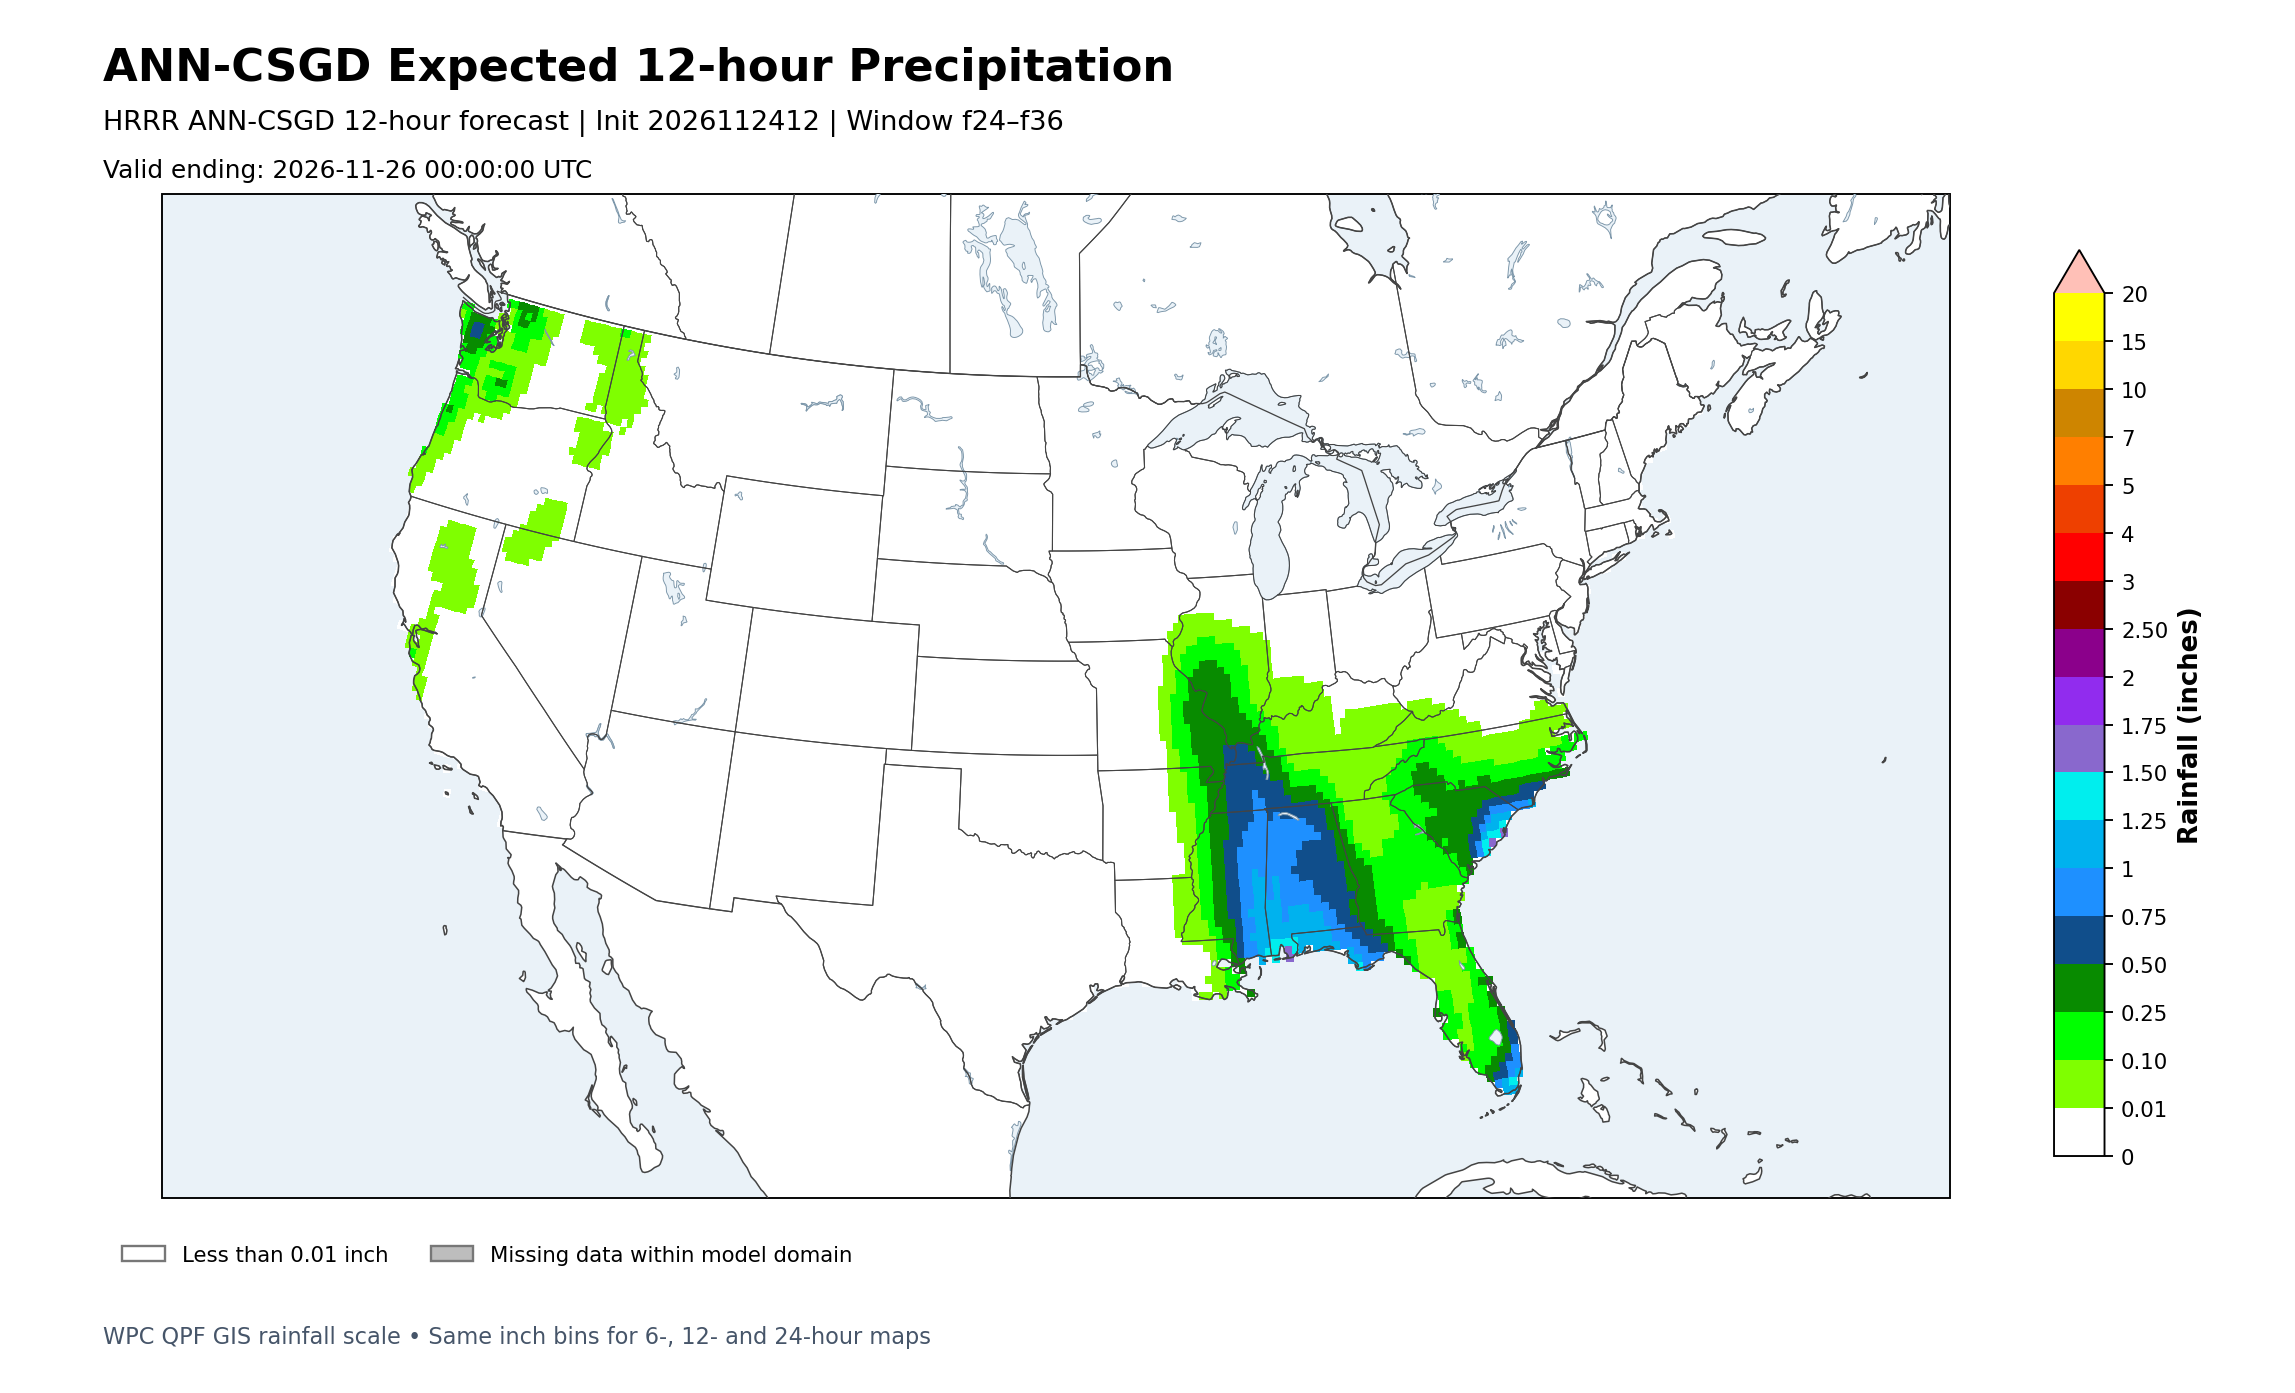 ANN-CSGD Expected 12-hour Precipitation
HRRR ANN-CSGD 12-hour forecast | Init 2026112412 | Window f24–f36
Valid ending: 2026-11-26 00:00:00 UTC
20
15
10
7
5
4
3
2.50
2
1.75
1.50
1.25
1
0.75
0.50
0.25
0.10
0.01
0
Rainfall (inches)
Less than 0.01 inch
Missing data within model domain
WPC QPF GIS rainfall scale • Same inch bins for 6-, 12- and 24-hour maps